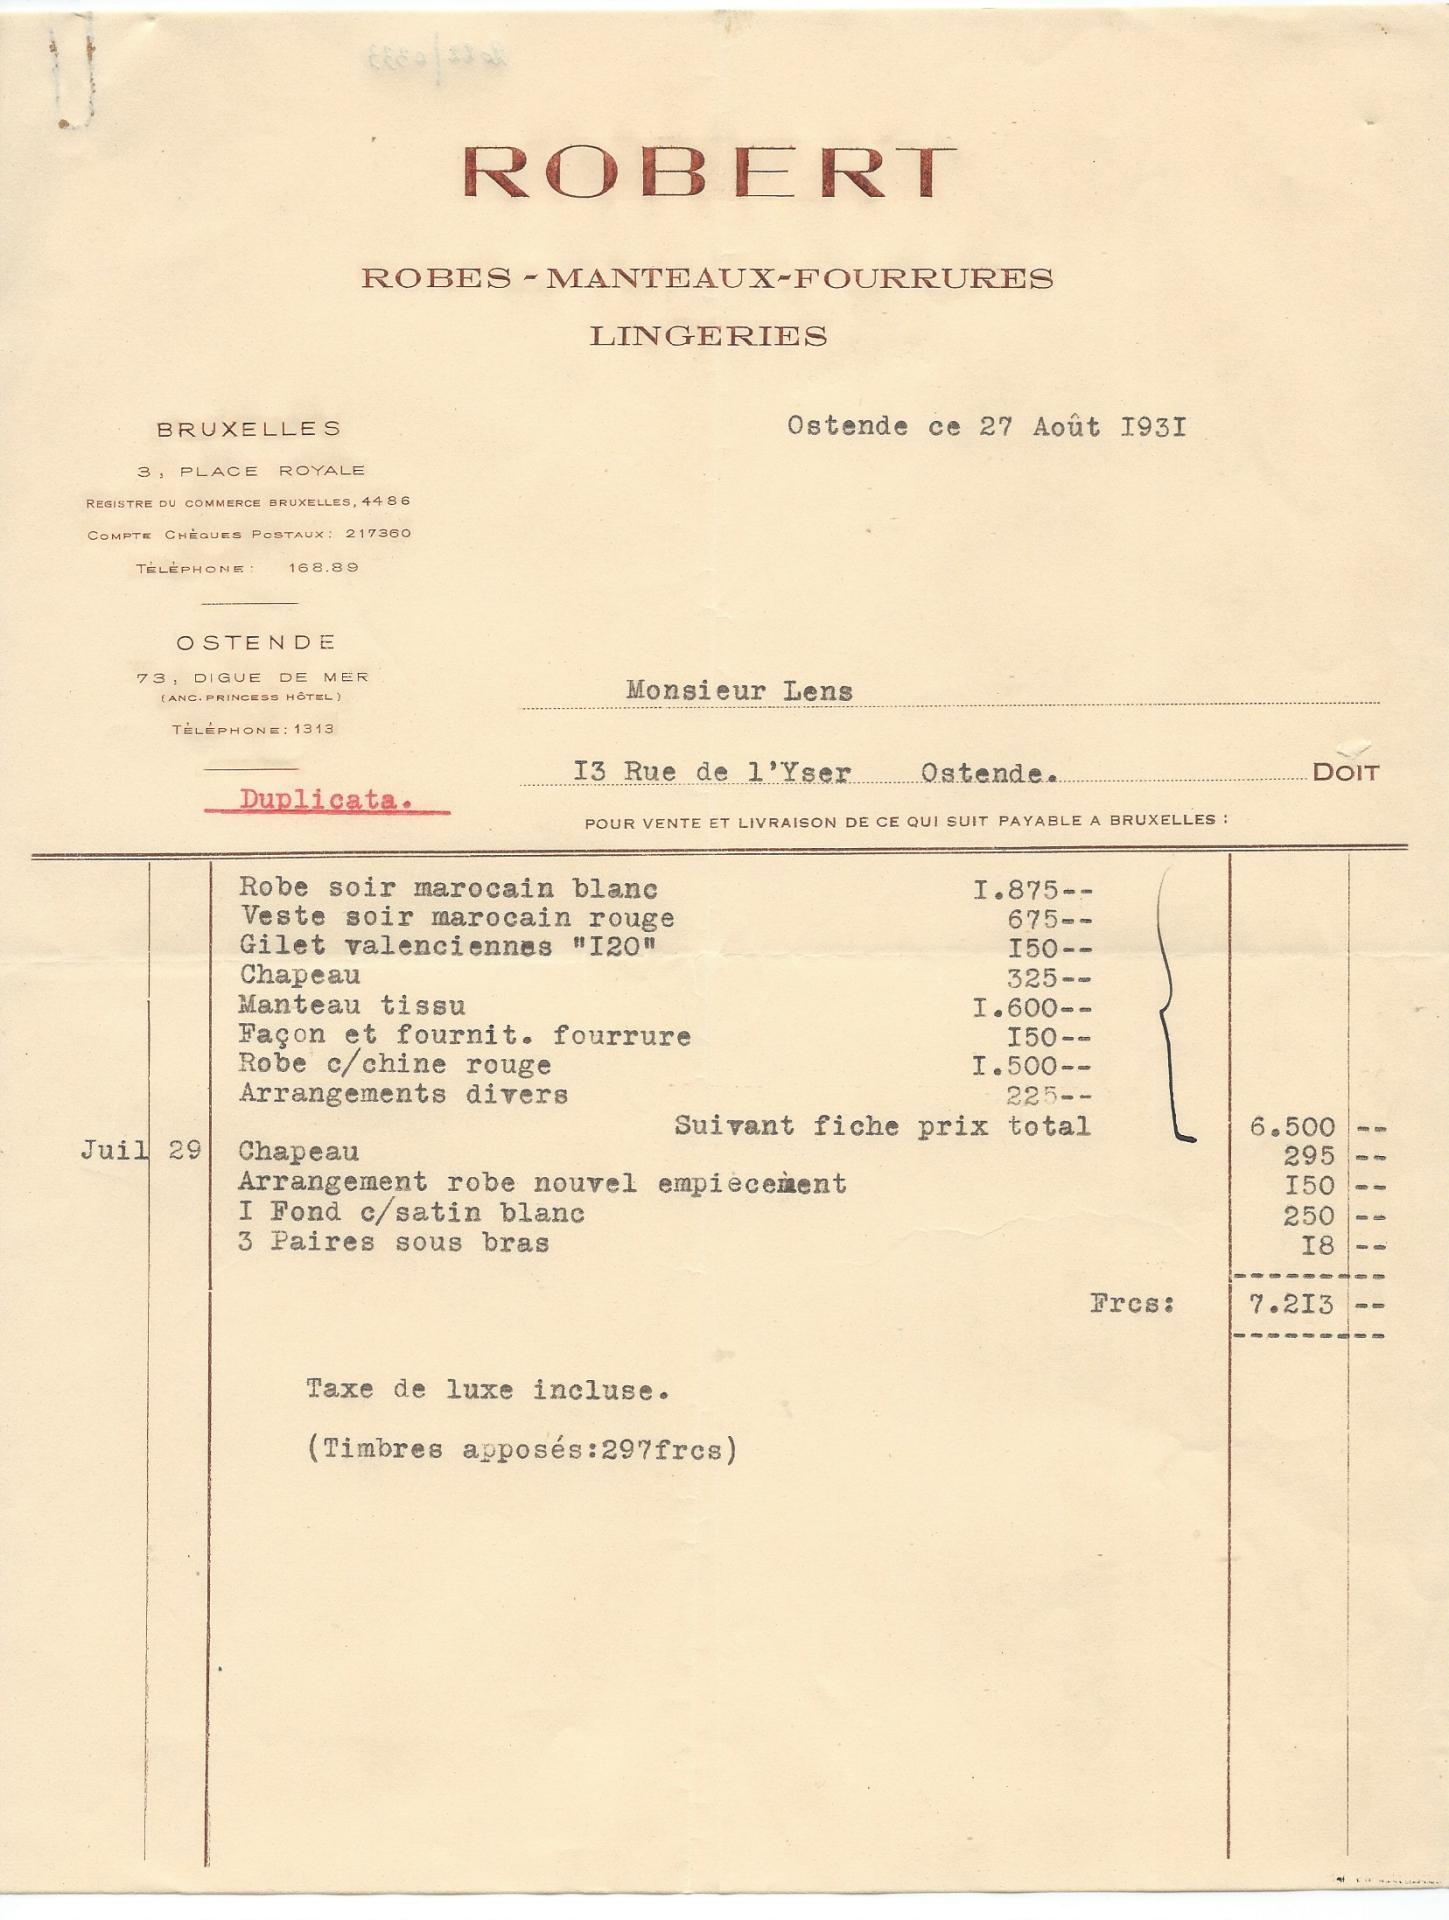 ROBERT
ROBES - MANTEAUX-FOURRURES
LINGERIES
Ostende ce 27 Août I93I
BRUXELLES
3, PLACE ROYALE
REGISTRE DU COMMERCE BRUXELLES, 4486
COMPTE CHÈQUES POSTAUX: 217360
TÉLÉPHONE: 168.89
OSTENDE
73, DIGUE DE MER
(ANC. PRINCESS HÔTEL)
TÉLÉPHONE: 1313
Duplicata.
Monsieur Lens
I3 Rue de l'Yser Ostende. DOIT
POUR VENTE ET LIVRAISON DE CE QUI SUIT PAYABLE A BRUXELLES :
Robe soir marocain blanc I.875--
Veste soir marocain rouge 675--
Gilet valenciennes "I20" I50--
Chapeau 325--
Manteau tissu I.600--
Façon et fournit. fourrure I50--
Robe c/chine rouge I.500--
Arrangements divers 225--
Suivant fiche prix total 6.500 --
Juil 29 Chapeau 295 --
Arrangement robe nouvel empiècement I50 --
I Fond c/satin blanc 250 --
3 Paires sous bras I8 --
Frcs: 7.2I3 --
Taxe de luxe incluse.
(Timbres apposés:297frcs)